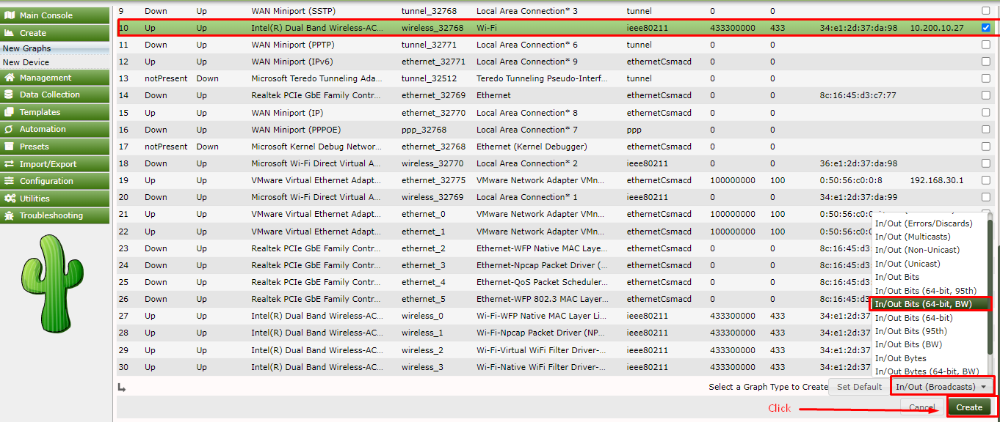 Main Console
Create
New Graphs
New Device
Management
Data Collection
Templates
Automation
Presets
Import/Export
Configuration
Utilities
Troubleshooting
9 Down Up WAN Miniport (SSTP) tunnel_32768 Local Area Connection* 3 tunnel 0 0
10 Up Up Intel(R) Dual Band Wireless-AC... wireless_32768 Wi-Fi ieee80211 433300000 433 34:e1:2d:37:da:98 10.200.10.27
11 Down Up WAN Miniport (PPTP) tunnel_32771 Local Area Connection* 6 tunnel 0 0
12 Up Up WAN Miniport (IPv6) ethernet_32771 Local Area Connection* 9 ethernetCsmacd 0 0
13 notPresent Down Microsoft Teredo Tunneling Ada... tunnel_32512 Teredo Tunneling Pseudo-Interf... tunnel 0 0
14 Down Up Realtek PCIe GbE Family Contr... ethernet_32769 Ethernet ethernetCsmacd 0 0 8c:16:45:d3:c7:77
15 Up Up WAN Miniport (IP) ethernet_32770 Local Area Connection* 8 ethernetCsmacd 0 0
16 Down Up WAN Miniport (PPPOE) ppp_32768 Local Area Connection* 7 ppp 0 0
17 notPresent Down Microsoft Kernel Debug Networ... ethernet_32768 Ethernet (Kernel Debugger) ethernetCsmacd 0 0
18 Down Up Microsoft Wi-Fi Direct Virtual A... wireless_32770 Local Area Connection* 2 ieee80211 0 0 36:e1:2d:37:da:98
19 Up Up VMware Virtual Ethernet Adapt... ethernet_32775 VMware Network Adapter VMn... ethernetCsmacd 100000000 100 0:50:56:c0:0:8 192.168.30.1
20 Down Up Microsoft Wi-Fi Direct Virtual A... wireless_32769 Local Area Connection* 1 ieee80211 0 0 34:e1:2d:37:da:99
21 Up Up VMware Virtual Ethernet Adapt... ethernet_0 VMware Network Adapter VMn... ethernetCsmacd 100000000 100 0:50:56:c0:
22 Up Up VMware Virtual Ethernet Adapt... ethernet_1 VMware Network Adapter VMn... ethernetCsmacd 100000000 100 0:50:56:c0:
23 Down Up Realtek PCIe GbE Family Contr... ethernet_2 Ethernet-WFP Native MAC Laye... ethernetCsmacd 0 0 8c:16:45:d3:
24 Down Up Realtek PCIe GbE Family Contr... ethernet_3 Ethernet-Npcap Packet Driver (... ethernetCsmacd 0 0 8c:16:45:d3:
25 Down Up Realtek PCIe GbE Family Contr... ethernet_4 Ethernet-QoS Packet Scheduler... ethernetCsmacd 0 0 8c:16:45:d3:
26 Down Up Realtek PCIe GbE Family Contr... ethernet_5 Ethernet-WFP 802.3 MAC Layer... ethernetCsmacd 0 0 8c:16:45:d3:
27 Up Up Intel(R) Dual Band Wireless-AC... wireless_0 Wi-Fi-WFP Native MAC Layer Li... ieee80211 433300000 433 34:e1:2d:37:
28 Up Up Intel(R) Dual Band Wireless-AC... wireless_1 Wi-Fi-Npcap Packet Driver (NP... ieee80211 433300000 433 34:e1:2d:37:
29 Up Up Intel(R) Dual Band Wireless-AC... wireless_2 Wi-Fi-Virtual WiFi Filter Driver-... ieee80211 433300000 433 34:e1:2d:37:
30 Up Up Intel(R) Dual Band Wireless-AC... wireless_3 Wi-Fi-Native WiFi Filter Driver-... ieee80211 433300000 433 34:e1:2d:37:
In/Out (Errors/Discards)
In/Out (Multicasts)
In/Out (Non-Unicast)
In/Out (Unicast)
In/Out Bits
In/Out Bits (64-bit, 95th)
In/Out Bits (64-bit, BW)
In/Out Bits (64-bit)
In/Out Bits (95th)
In/Out Bits (BW)
In/Out Bytes
In/Out Bytes (64-bit, BW)
Select a Graph Type to Create Set Default In/Out (Broadcasts)
Click Cancel Create